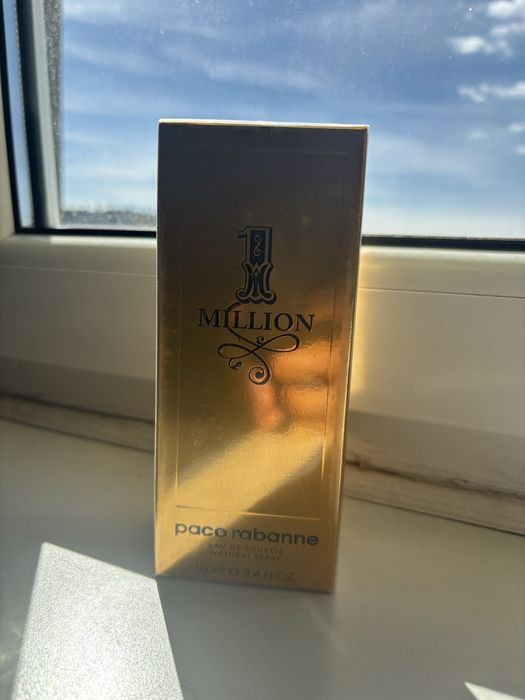 1
MILLION
paco rabanne
EAU DE TOILETTE
NATURAL SPRAY
100ml e 3.4 FL.OZ.